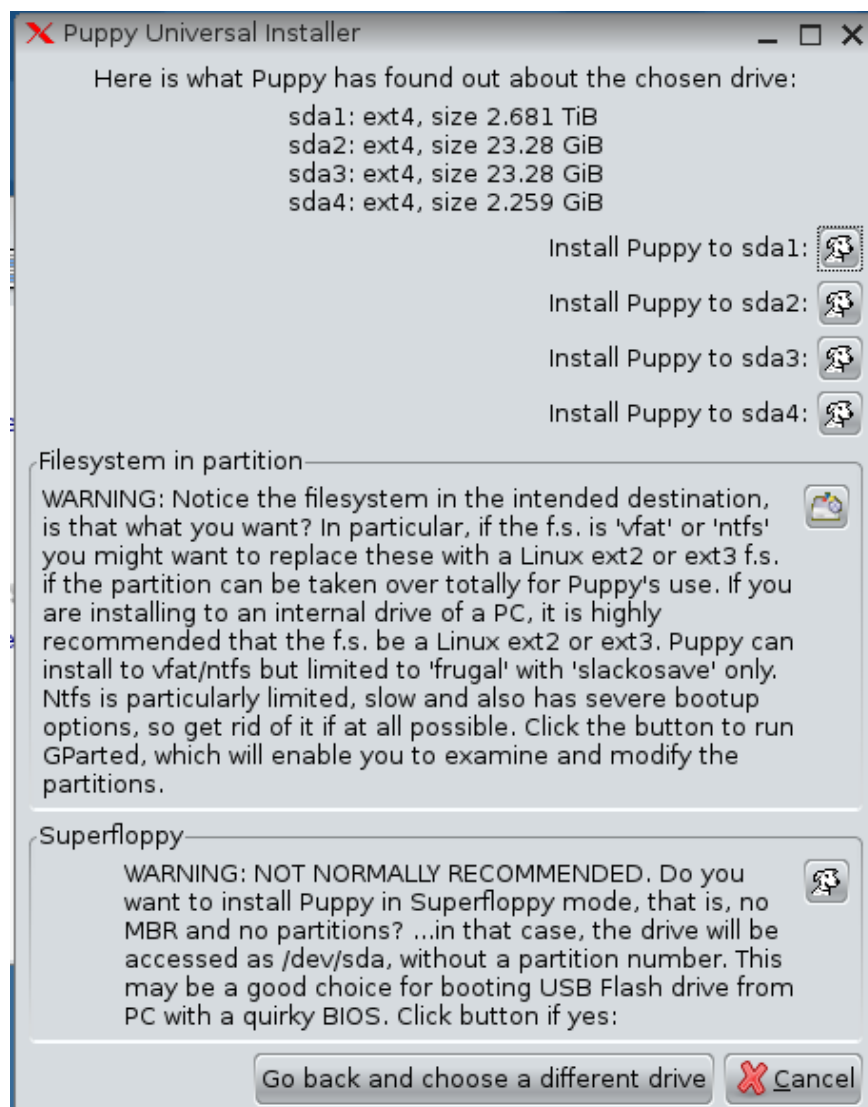 Puppy Universal Installer
Here is what Puppy has found out about the chosen drive:
sda1: ext4, size 2.681 TiB
sda2: ext4, size 23.28 GiB
sda3: ext4, size 23.28 GiB
sda4: ext4, size 2.259 GiB
Install Puppy to sda1:
Install Puppy to sda2:
Install Puppy to sda3:
Install Puppy to sda4:
Filesystem in partition
WARNING: Notice the filesystem in the intended destination,
is that what you want? In particular, if the f.s. is 'vfat' or 'ntfs'
you might want to replace these with a Linux ext2 or ext3 f.s.
if the partition can be taken over totally for Puppy's use. If you
are installing to an internal drive of a PC, it is highly
recommended that the f.s. be a Linux ext2 or ext3. Puppy can
install to vfat/ntfs but limited to 'frugal' with 'slackosave' only.
Ntfs is particularly limited, slow and also has severe bootup
options, so get rid of it if at all possible. Click the button to run
GParted, which will enable you to examine and modify the
partitions.
Superfloppy
WARNING: NOT NORMALLY RECOMMENDED. Do you
want to install Puppy in Superfloppy mode, that is, no
MBR and no partitions? ...in that case, the drive will be
accessed as /dev/sda, without a partition number. This
may be a good choice for booting USB Flash drive from
PC with a quirky BIOS. Click button if yes:
Go back and choose a different drive
Cancel